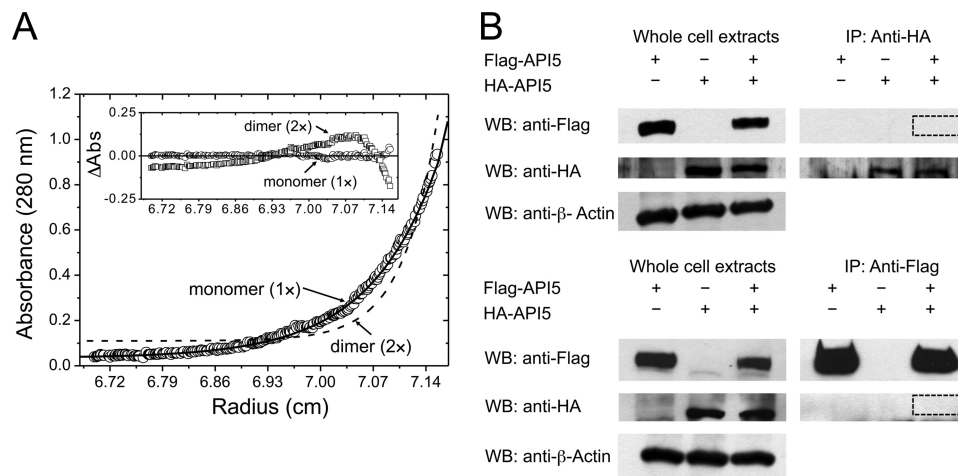 A
Absorbance (280 nm)
1.2
1.0
0.8
0.6
0.4
0.2
0.0
6.72 6.79 6.86 6.93 7.00 7.07 7.14
Radius (cm)
monomer (1×)
dimer (2×)
ΔAbs
0.25
0.00
-0.25
6.72 6.79 6.86 6.93 7.00 7.07 7.14
dimer (2×)
monomer (1×)
B
Whole cell extracts IP: Anti-HA
Flag-API5 + – + + – +
HA-API5 – + + – + +
WB: anti-Flag
WB: anti-HA
WB: anti-β- Actin
Whole cell extracts IP: Anti-Flag
Flag-API5 + – + + – +
HA-API5 – + + – + +
WB: anti-Flag
WB: anti-HA
WB: anti-β-Actin